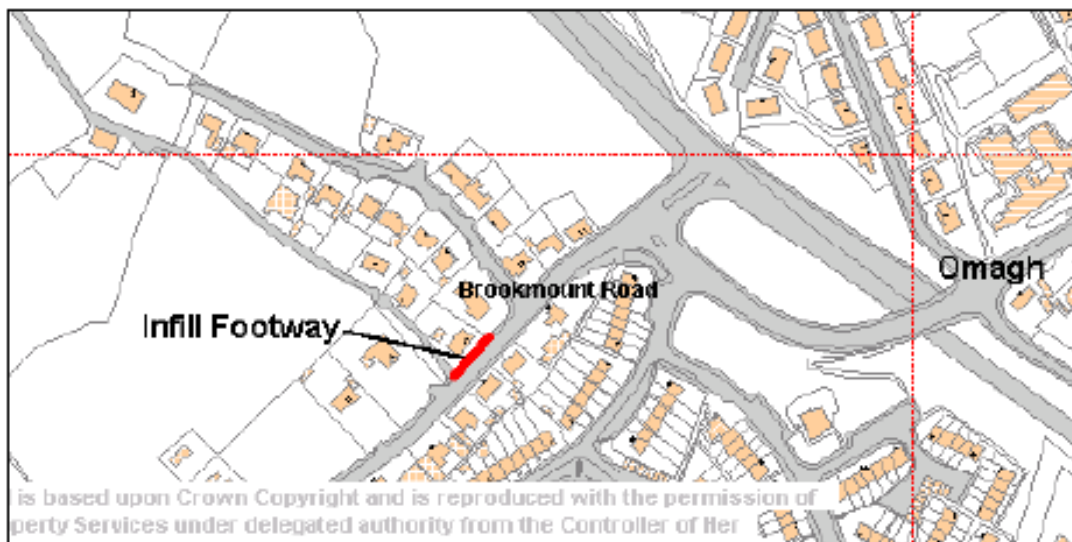 Omagh
Brookmount Road
Infill Footway
is based upon Crown Copyright and is reproduced with the permission of
perty Services under delegated authority from the Controller of Her